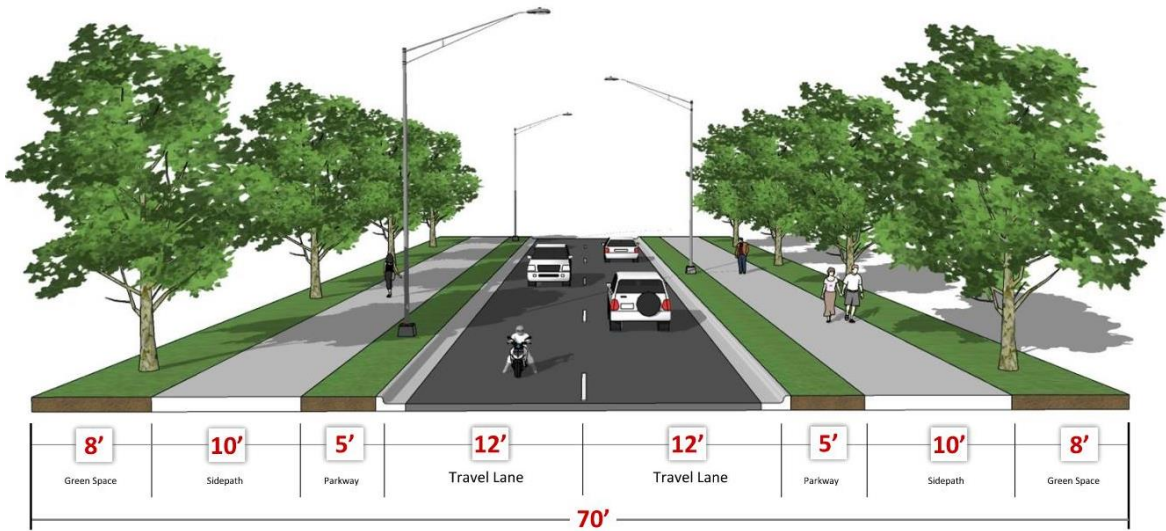 8’ 10’ 5’ 12’ 12’ 5’ 10’ 8’
Green Space Sidepath Parkway Travel Lane Travel Lane Parkway Sidepath Green Space
70’